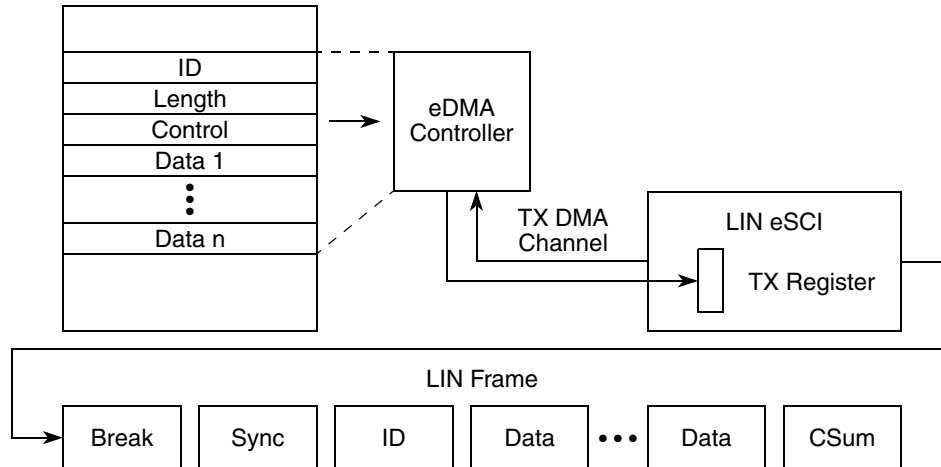 ID
Length
Control
Data 1
Data n
eDMA
Controller
TX DMA
Channel
LIN eSCI
TX Register
LIN Frame
Break
Sync
ID
Data
Data
CSum